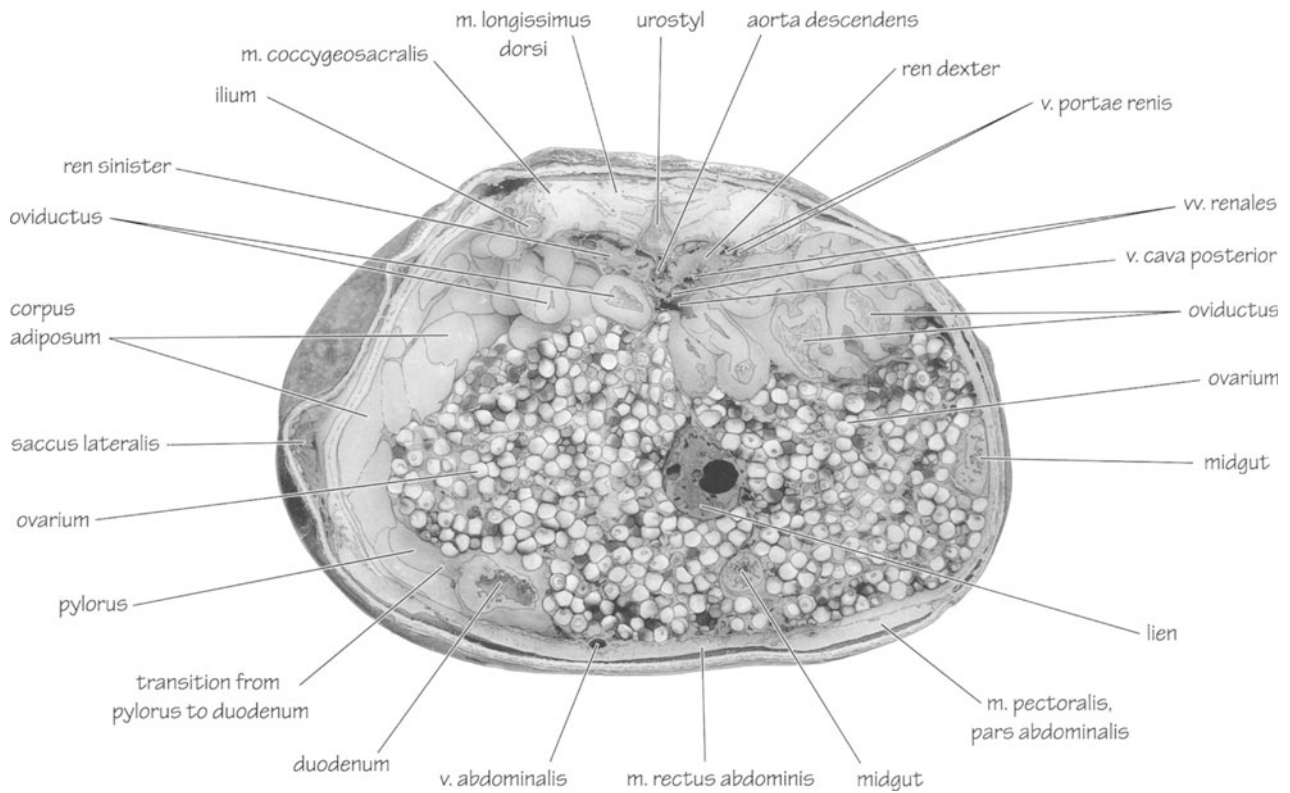 m. longissimus
dorsi
urostyl
aorta descendens
m. coccygeosacralis
ren dexter
ilium
v. portae renis
ren sinister
oviductus
vv. renales
v. cava posterior
corpus
adiposum
oviductus
ovarium
saccus lateralis
midgut
ovarium
pylorus
lien
transition from
pylorus to duodenum
m. pectoralis,
pars abdominalis
duodenum
v. abdominalis
m. rectus abdominis
midgut